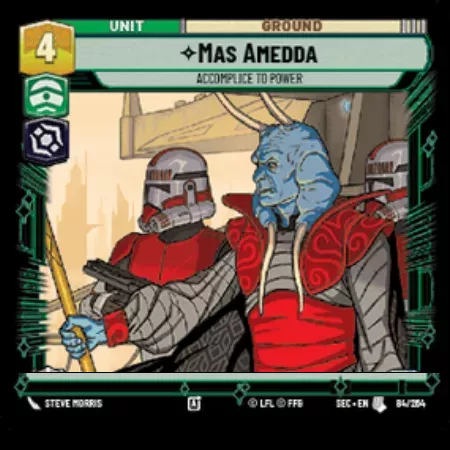 UNIT GROUND
4 Mas Amedda
ACCOMPLICE TO POWER
STEVE MORRIS A © LFL ® FFG SEC • EN 84/264